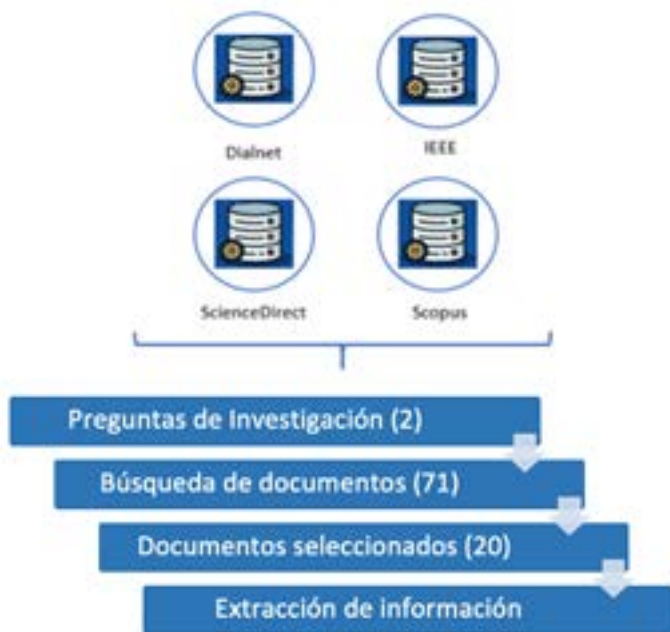 Dialnet
IEEE
ScienceDirect
Scopus
Preguntas de Investigación (2)
Búsqueda de documentos (71)
Documentos seleccionados (20)
Extracción de información